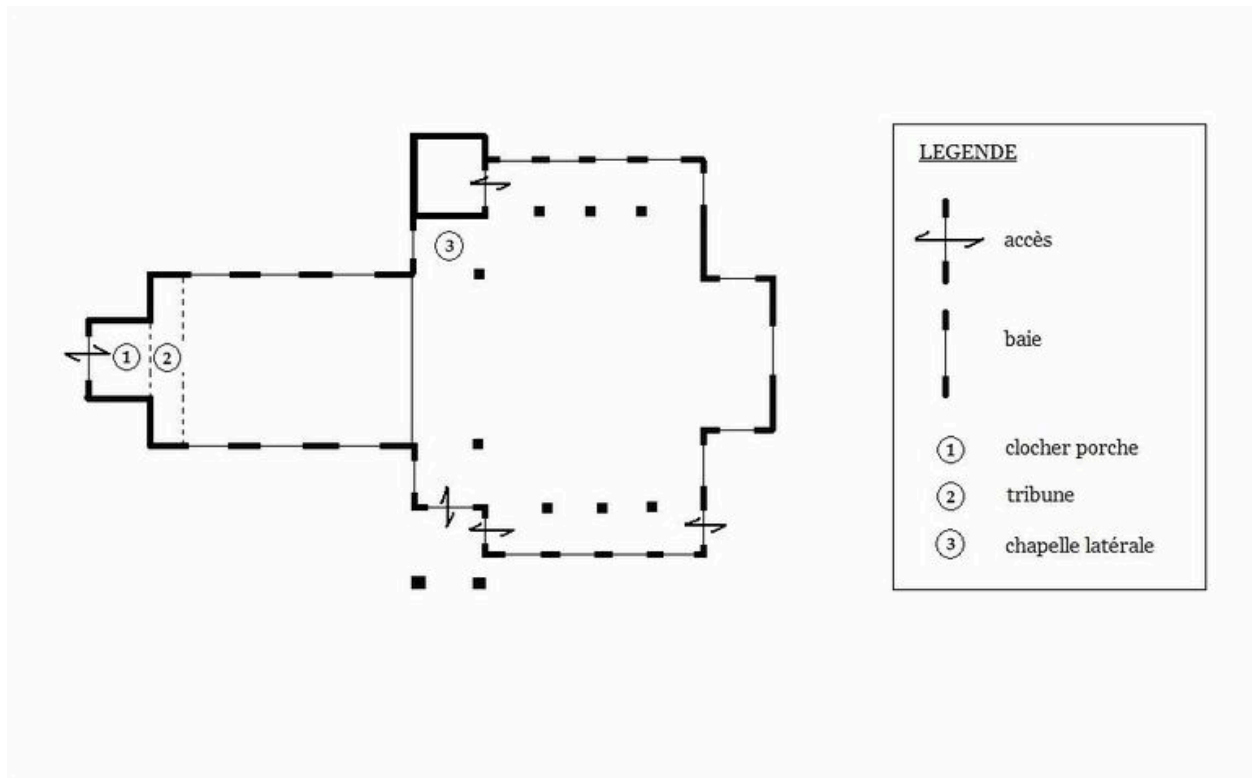 LEGENDE
accès
baie
1 clocher porche
2 tribune
3 chapelle latérale
3
1 2